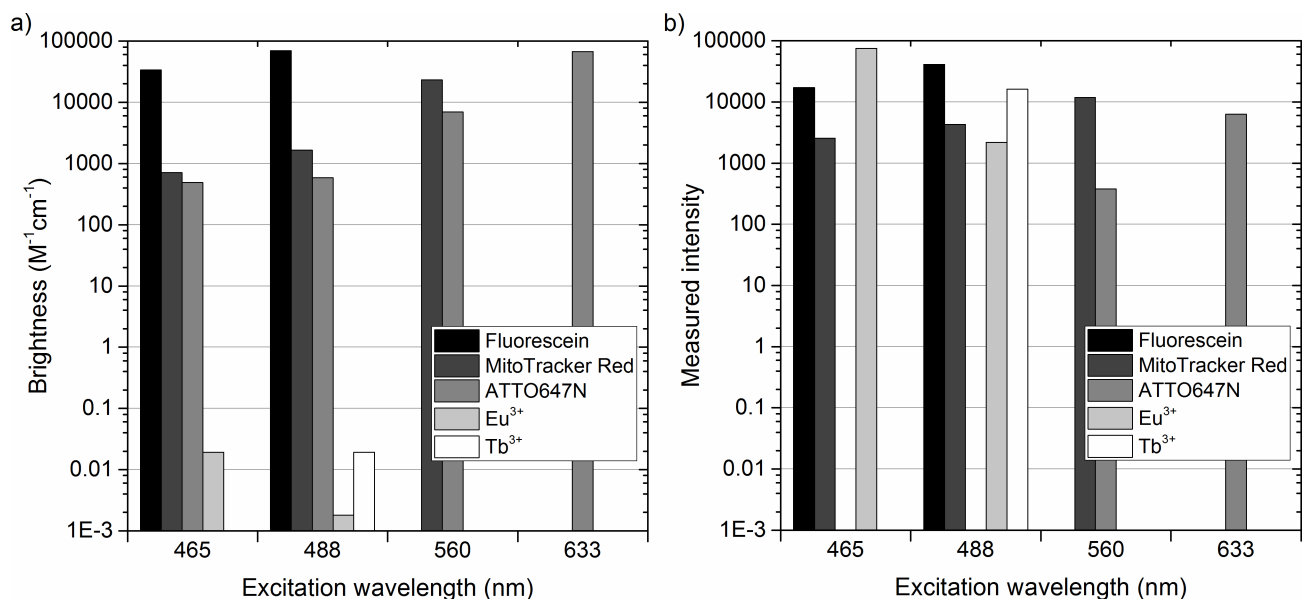 a)
100000
10000
1000
100
10
1
0.1
0.01
1E-3
Brightness (M⁻¹cm⁻¹)
Fluorescein
MitoTracker Red
ATTO647N
Eu³⁺
Tb³⁺
465 488 560 633
Excitation wavelength (nm)
b)
100000
10000
1000
100
10
1
0.1
0.01
1E-3
Measured intensity
Fluorescein
MitoTracker Red
ATTO647N
Eu³⁺
Tb³⁺
465 488 560 633
Excitation wavelength (nm)